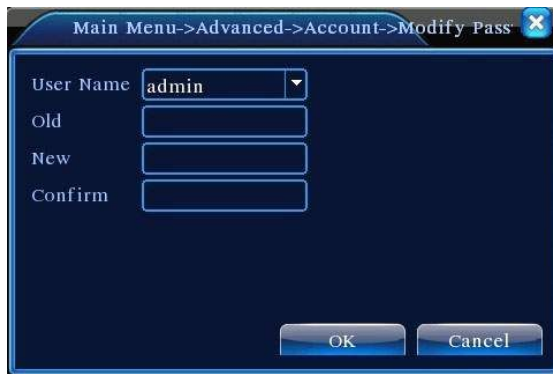 Main Menu->Advanced->Account->Modify Pass
User Name admin
Old
New
Confirm
OK Cancel